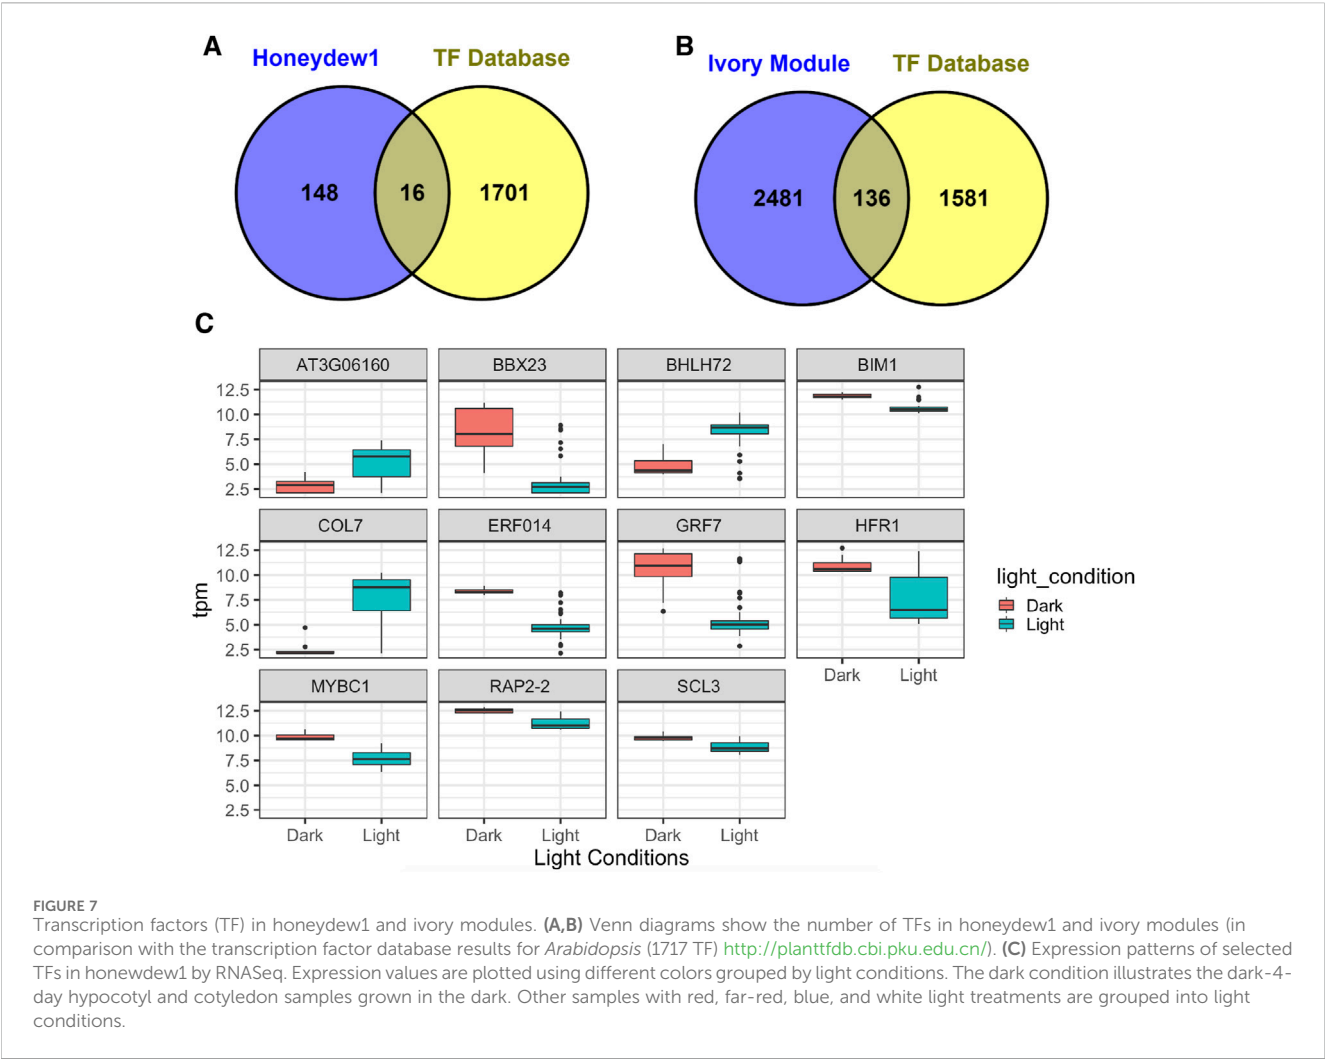 A
Honeydew1 TF Database
148 16 1701
B
Ivory Module TF Database
2481 136 1581
C
AT3G06160 BBX23 BHLH72 BIM1
12.5
10.0
7.5
5.0
2.5
COL7 ERF014 GRF7 HFR1
12.5
10.0
7.5
5.0
2.5
Dark Light
MYBC1 RAP2-2 SCL3
12.5
10.0
7.5
5.0
2.5
Dark Light Dark Light Dark Light
tpm
Light Conditions
light_condition
Dark
Light
FIGURE 7
Transcription factors (TF) in honeydew1 and ivory modules. (A,B) Venn diagrams show the number of TFs in honeydew1 and ivory modules (in
comparison with the transcription factor database results for Arabidopsis (1717 TF) http://planttfdb.cbi.pku.edu.cn/). (C) Expression patterns of selected
TFs in honewdew1 by RNASeq. Expression values are plotted using different colors grouped by light conditions. The dark condition illustrates the dark-4-
day hypocotyl and cotyledon samples grown in the dark. Other samples with red, far-red, blue, and white light treatments are grouped into light
conditions.